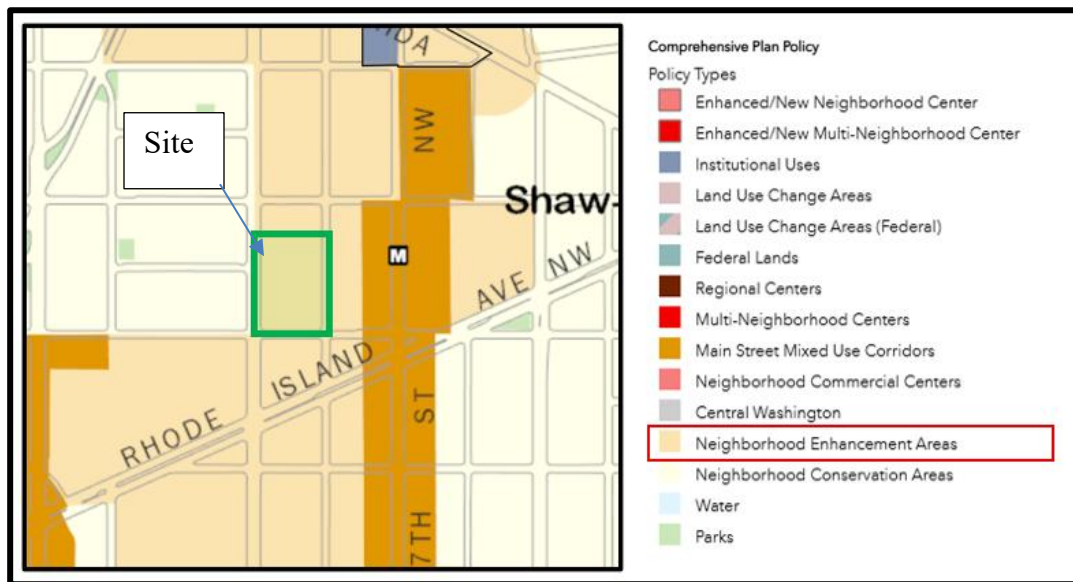 IDA
Site
NW
Shaw-
M
AVE NW
RHODE ISLAND
7TH ST
Comprehensive Plan Policy
Policy Types
Enhanced/New Neighborhood Center
Enhanced/New Multi-Neighborhood Center
Institutional Uses
Land Use Change Areas
Land Use Change Areas (Federal)
Federal Lands
Regional Centers
Multi-Neighborhood Centers
Main Street Mixed Use Corridors
Neighborhood Commercial Centers
Central Washington
Neighborhood Enhancement Areas
Neighborhood Conservation Areas
Water
Parks